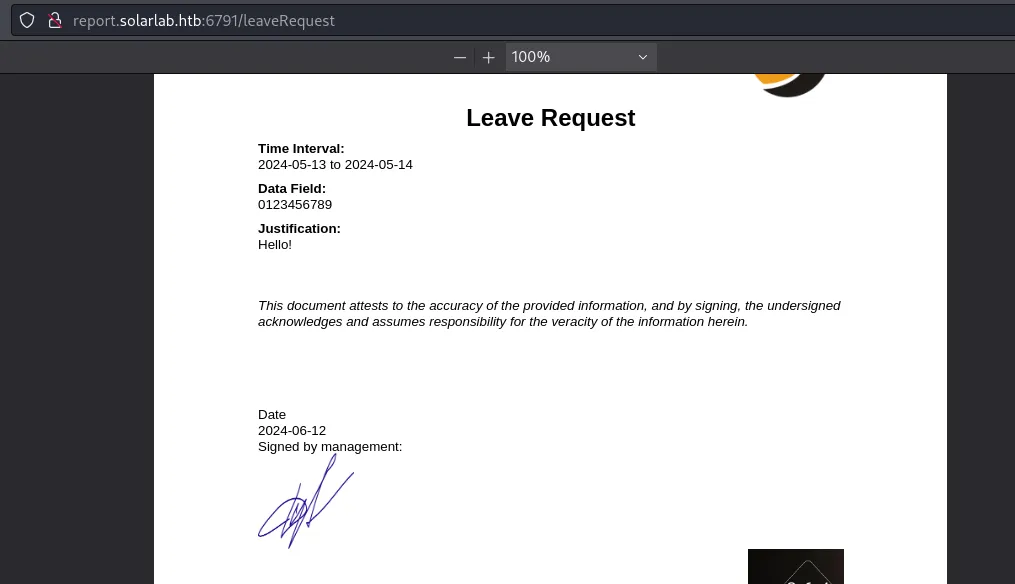 report.solarlab.htb:6791/leaveRequest
100%
Leave Request
Time Interval:
2024-05-13 to 2024-05-14
Data Field:
0123456789
Justification:
Hello!
This document attests to the accuracy of the provided information, and by signing, the undersigned
acknowledges and assumes responsibility for the veracity of the information herein.
Date
2024-06-12
Signed by management: